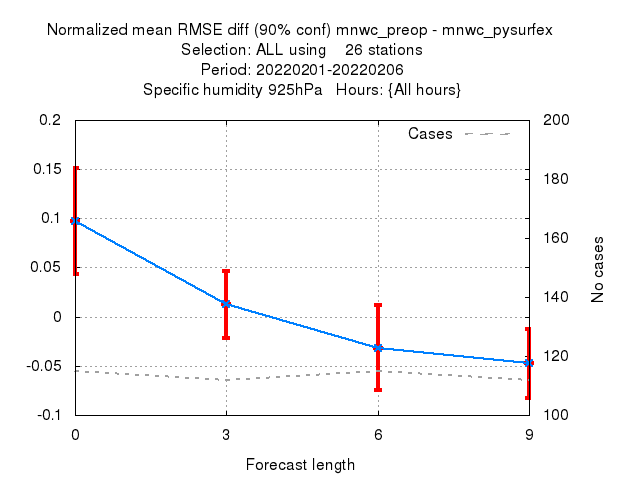 Normalized mean RMSE diff (90% conf) mnwc_preop - mnwc_pysurfex
Selection: ALL using    26 stations
Period: 20220201-20220206
Specific humidity 925hPa   Hours: {All hours}
0.2
0.15
0.1
0.05
0
-0.05
-0.1
Cases
200
180
160
140
120
100
No cases
0 3 6 9
Forecast length